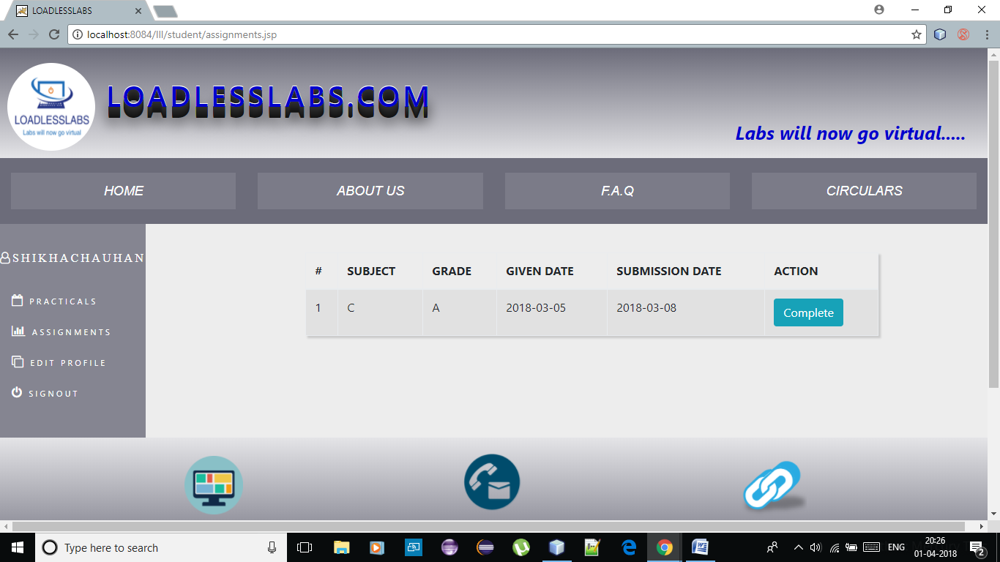 LOADLESSLABS
localhost:8084/lll/student/assignments.jsp
LOADLESSLABS
Labs will now go virtual
LOADLESSLABS.COM
Labs will now go virtual.....
HOME ABOUT US F.A.Q CIRCULARS
SHIKHACHAUHAN
PRACTICALS
ASSIGNMENTS
EDIT PROFILE
SIGNOUT
# SUBJECT GRADE GIVEN DATE SUBMISSION DATE ACTION
1 C A 2018-03-05 2018-03-08 Complete
Type here to search
ENG
20:26
01-04-2018
2